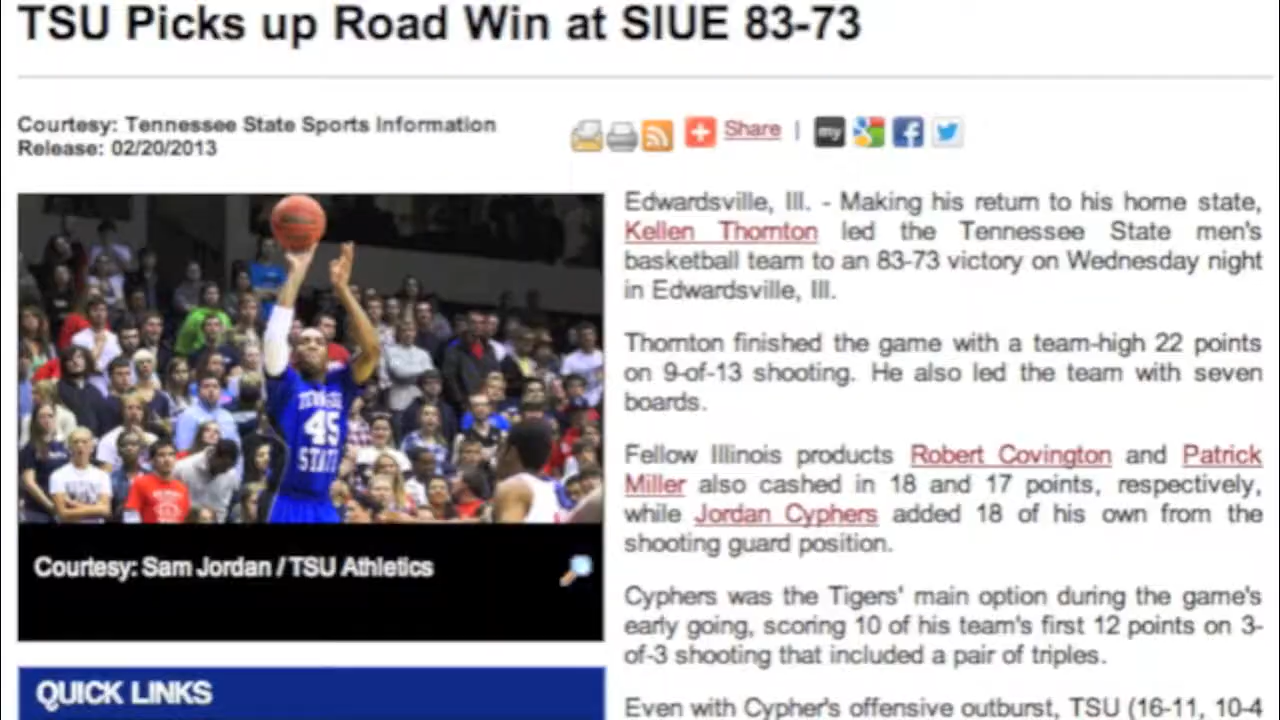 TSU Picks up Road Win at SIUE 83-73
Courtesy: Tennessee State Sports Information
Release: 02/20/2013
Share |
my
Edwardsville, Ill. - Making his return to his home state,
Kellen Thornton led the Tennessee State men's
basketball team to an 83-73 victory on Wednesday night
in Edwardsville, Ill.
Thornton finished the game with a team-high 22 points
on 9-of-13 shooting. He also led the team with seven
boards.
Fellow Illinois products Robert Covington and Patrick
Miller also cashed in 18 and 17 points, respectively,
while Jordan Cyphers added 18 of his own from the
shooting guard position.
Cyphers was the Tigers' main option during the game's
early going, scoring 10 of his team's first 12 points on 3-
of-3 shooting that included a pair of triples.
Even with Cypher's offensive outburst, TSU (16-11, 10-4
45
STATE
Courtesy: Sam Jordan / TSU Athletics
QUICK LINKS